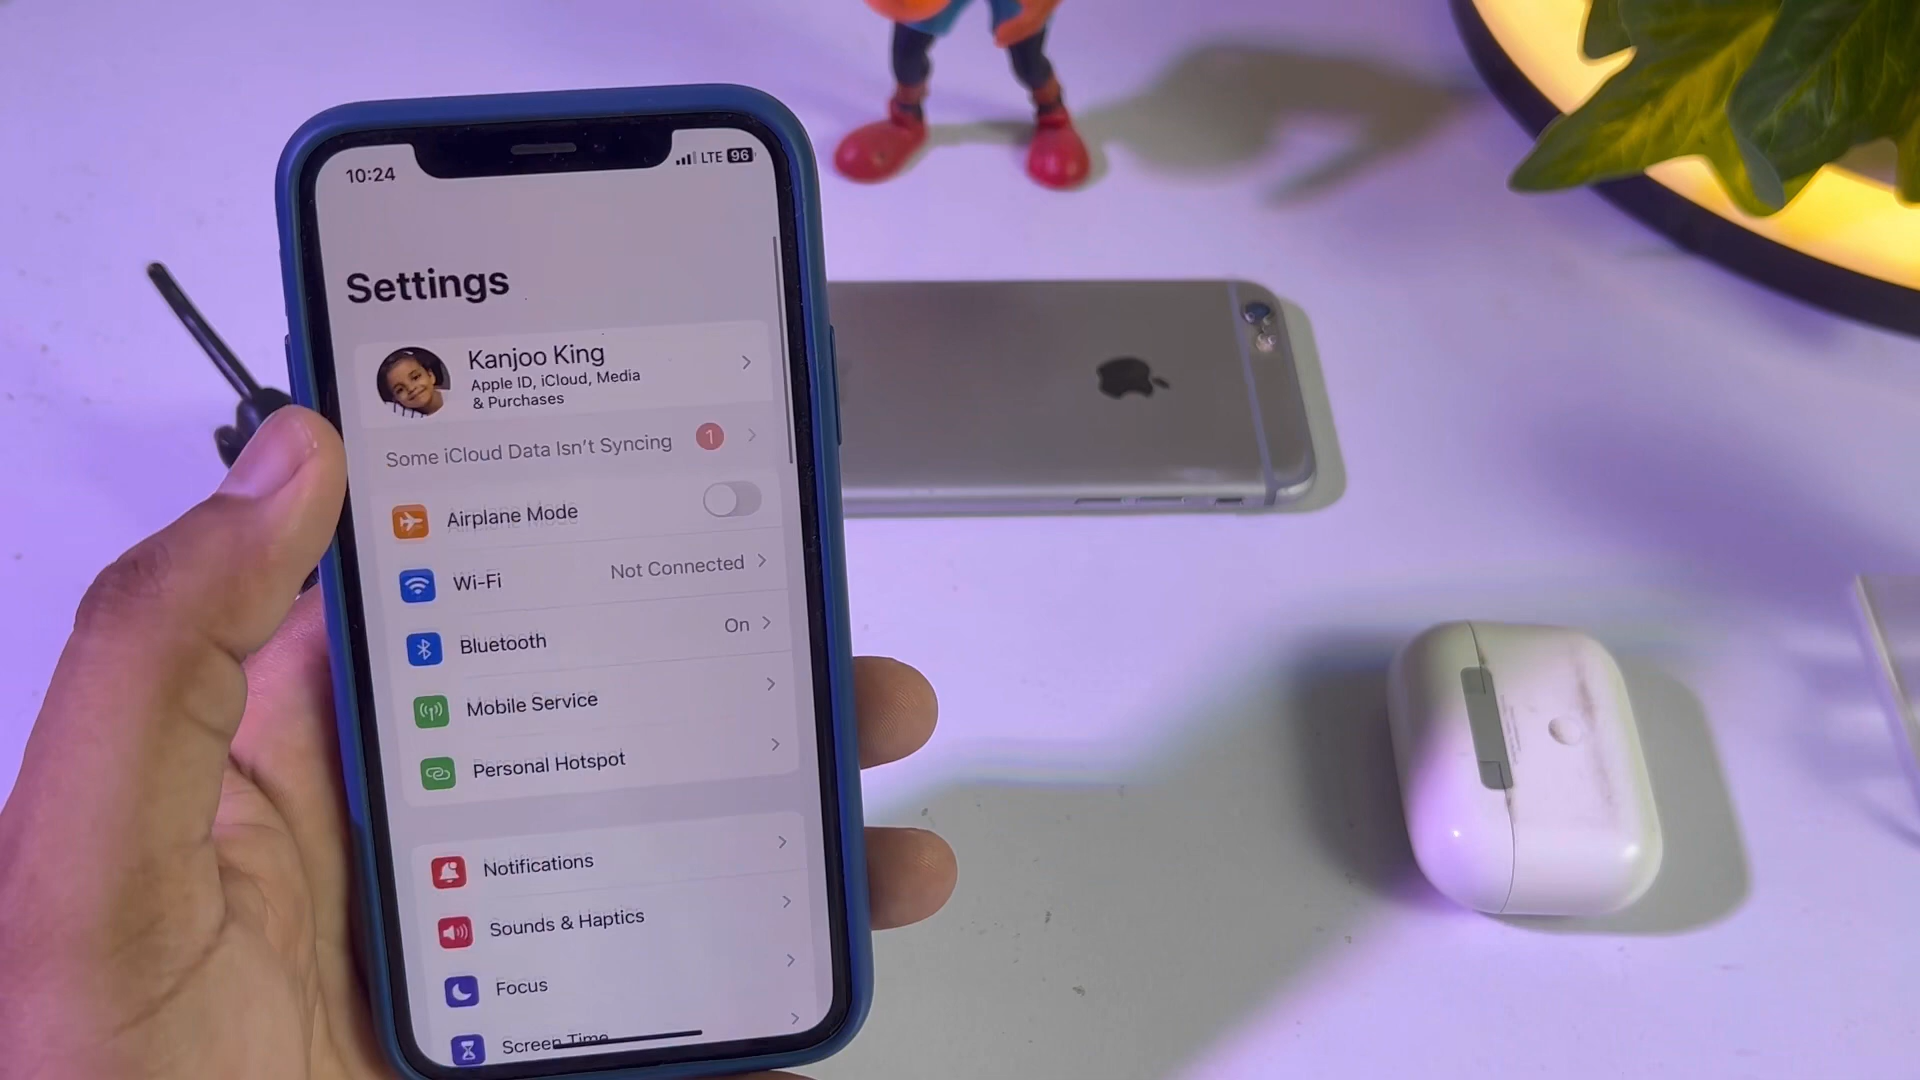 10:24
LTE 96
Settings
Kanjoo King
Apple ID, iCloud, Media
& Purchases
Some iCloud Data Isn't Syncing 1
Airplane Mode
Wi-Fi Not Connected
Bluetooth On
Mobile Service
Personal Hotspot
Notifications
Sounds & Haptics
Focus
Screen Time